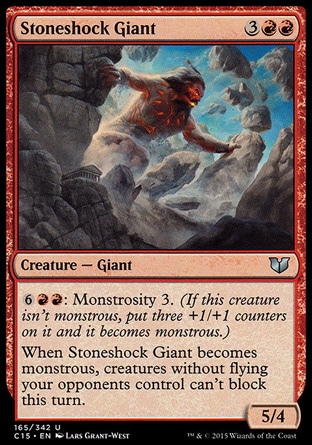 Stoneshock Giant 3
Creature — Giant
6: Monstrosity 3. (If this creature
isn't monstrous, put three +1/+1 counters
on it and it becomes monstrous.)
When Stoneshock Giant becomes
monstrous, creatures without flying
your opponents control can't block
this turn.
5/4
165/342 U
C15 • EN Lars Grant-West
™ & © 2015 Wizards of the Coast